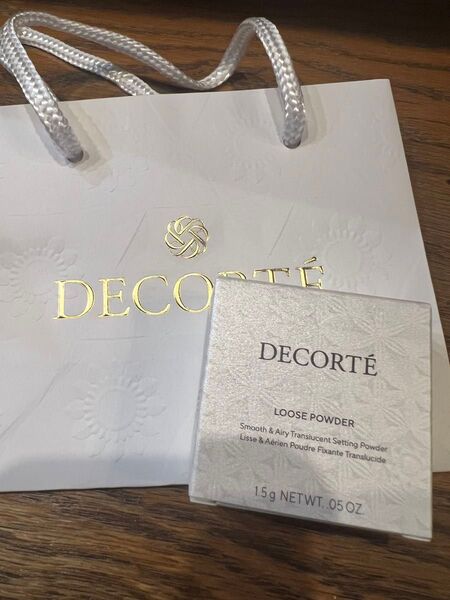 DECORTÉ
DECORTÉ
LOOSE POWDER
Smooth & Airy Translucent Setting Powder
Lisse & Aérien Poudre Fixante Translucide
1.5g NETWT. .05 OZ.